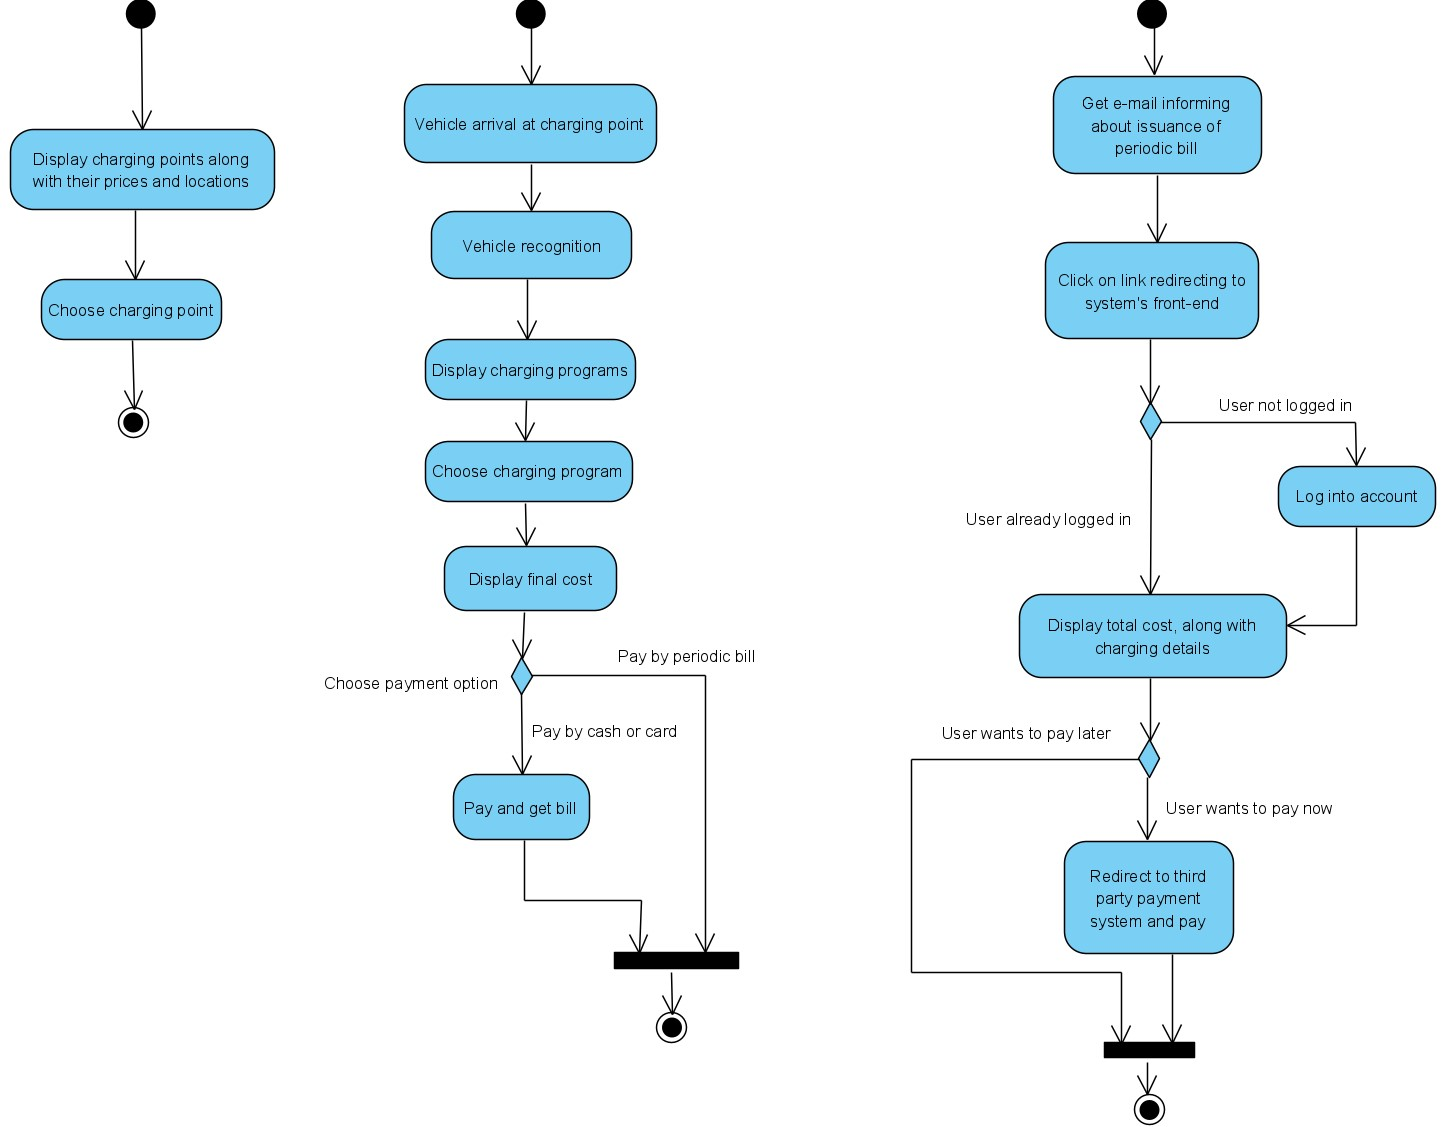 Display charging points along
with their prices and locations
Choose charging point
Vehicle arrival at charging point
Vehicle recognition
Display charging programs
Choose charging program
Display final cost
Choose payment option
Pay by periodic bill
Pay by cash or card
Pay and get bill
Get e-mail informing
about issuance of
periodic bill
Click on link redirecting to
system's front-end
User not logged in
Log into account
User already logged in
Display total cost, along with
charging details
User wants to pay later
User wants to pay now
Redirect to third
party payment
system and pay